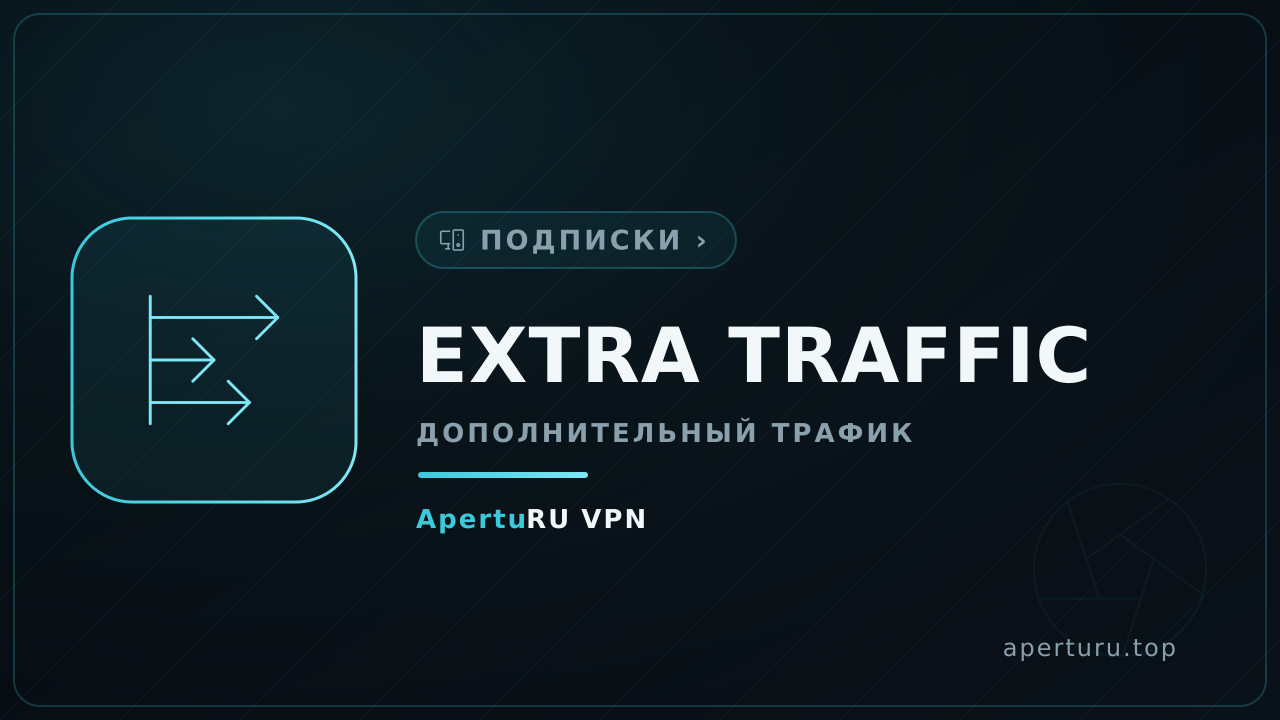 ПОДПИСКИ ›
EXTRA TRAFFIC
ДОПОЛНИТЕЛЬНЫЙ ТРАФИК
ApertuRU VPN
aperturu.top